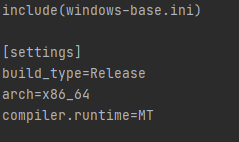 include(windows-base.ini)
[settings]
build_type=Release
arch=x86_64
compiler.runtime=MT